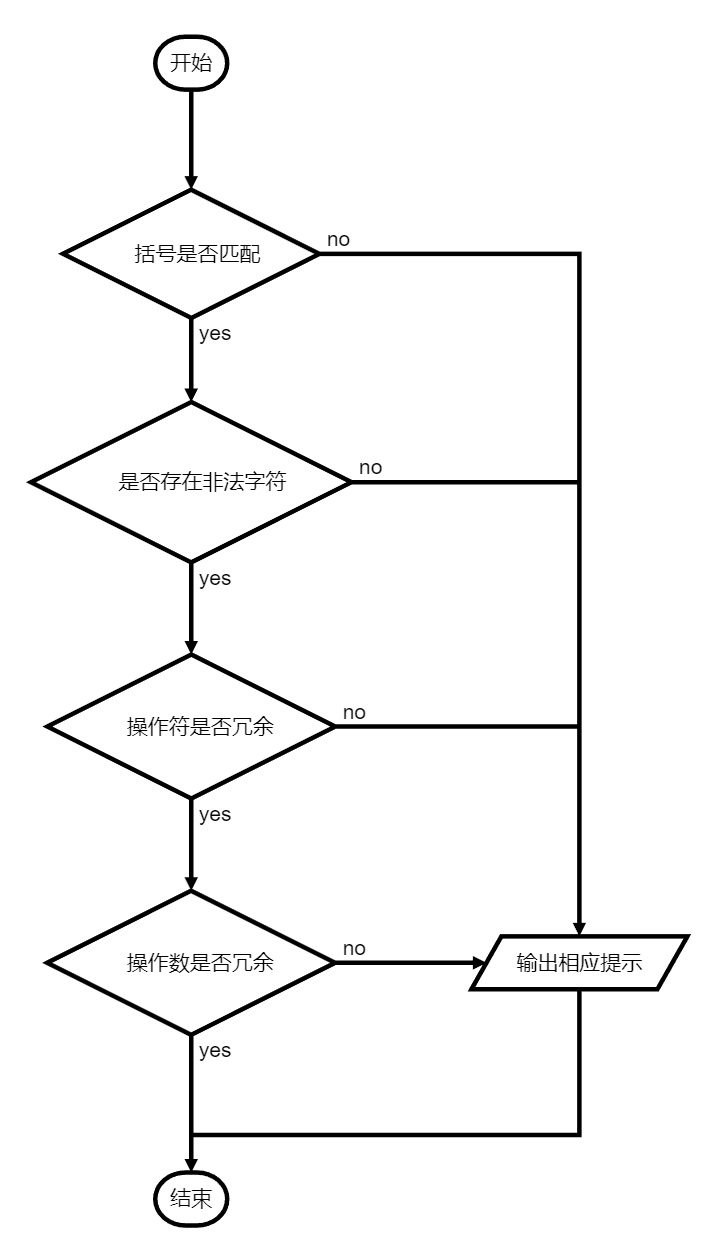 开始
括号是否匹配
no
yes
是否存在非法字符
no
yes
操作符是否冗余
no
yes
操作数是否冗余
no
输出相应提示
yes
结束